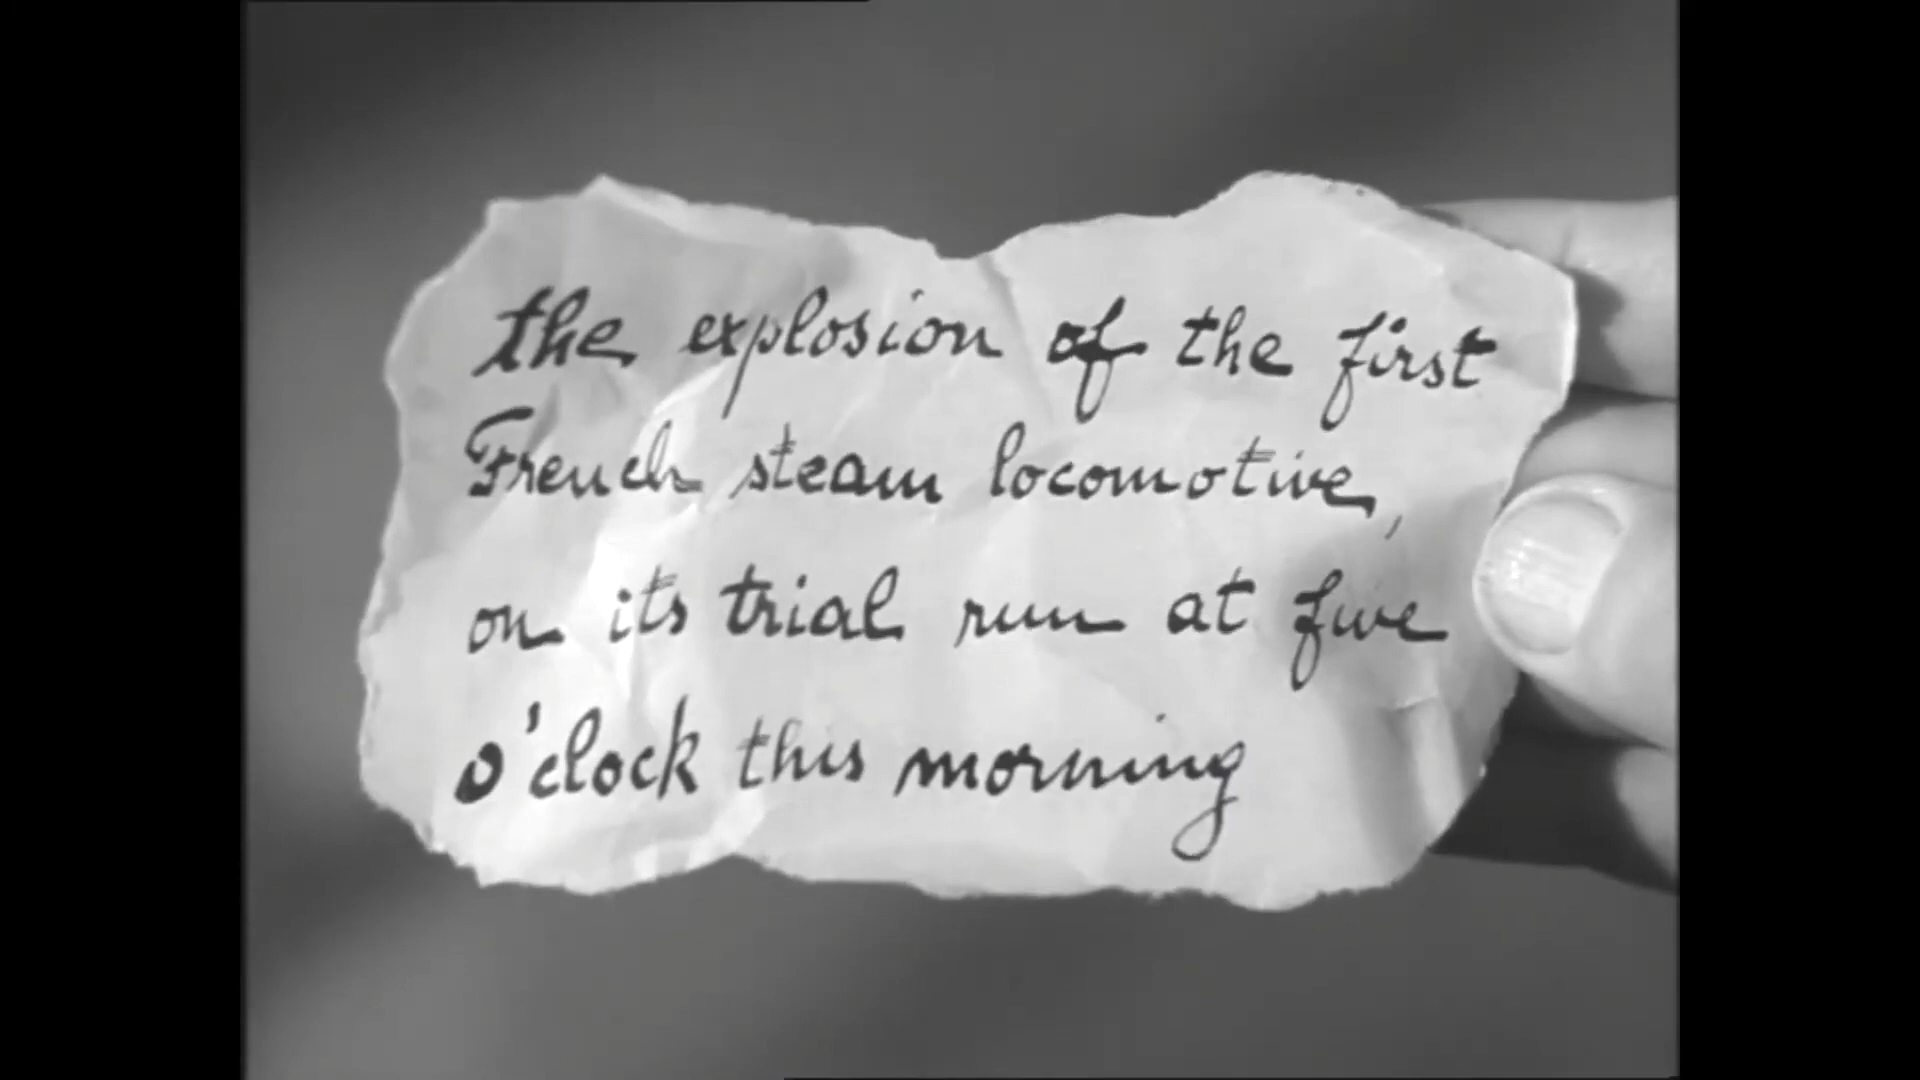 the explosion of the first
French steam locomotive,
on its trial run at five
o'clock this morning